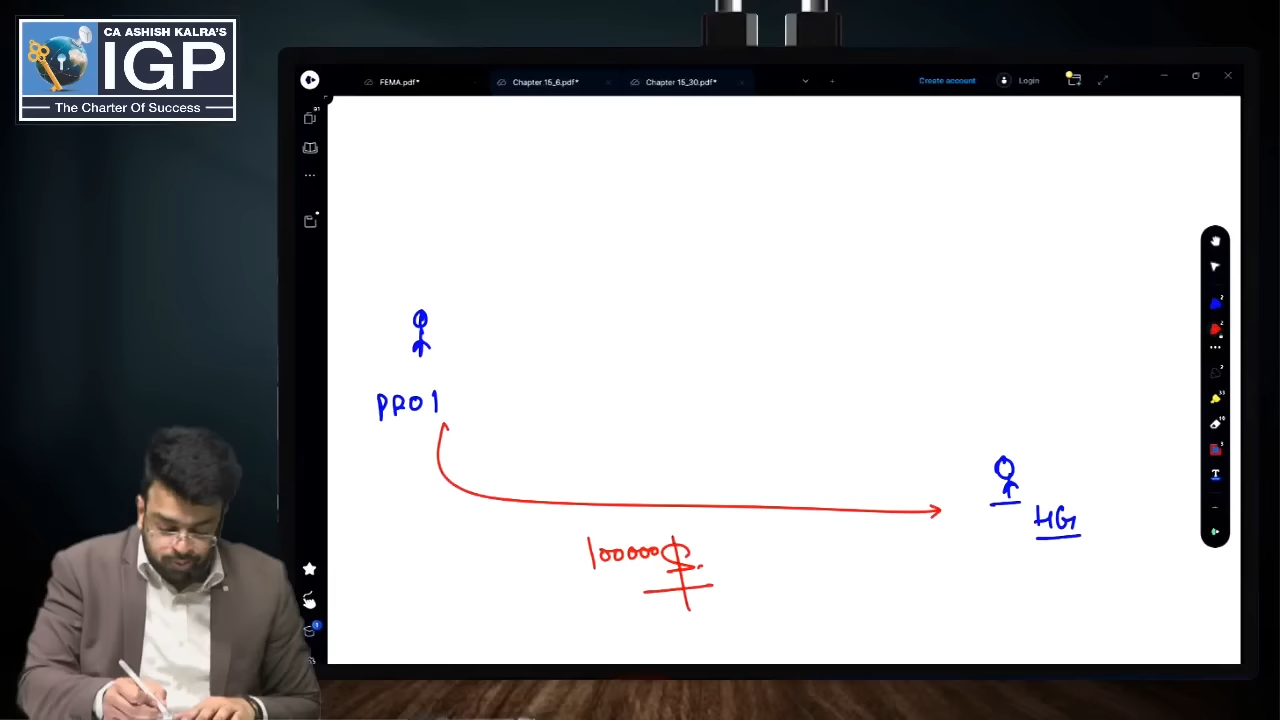 CA ASHISH KALRA'S
IGP
The Charter Of Success
FEMA.pdf*
Chapter 15_6.pdf*
Chapter 15_30.pdf*
Create account
Login
PROI
HG
100000 $